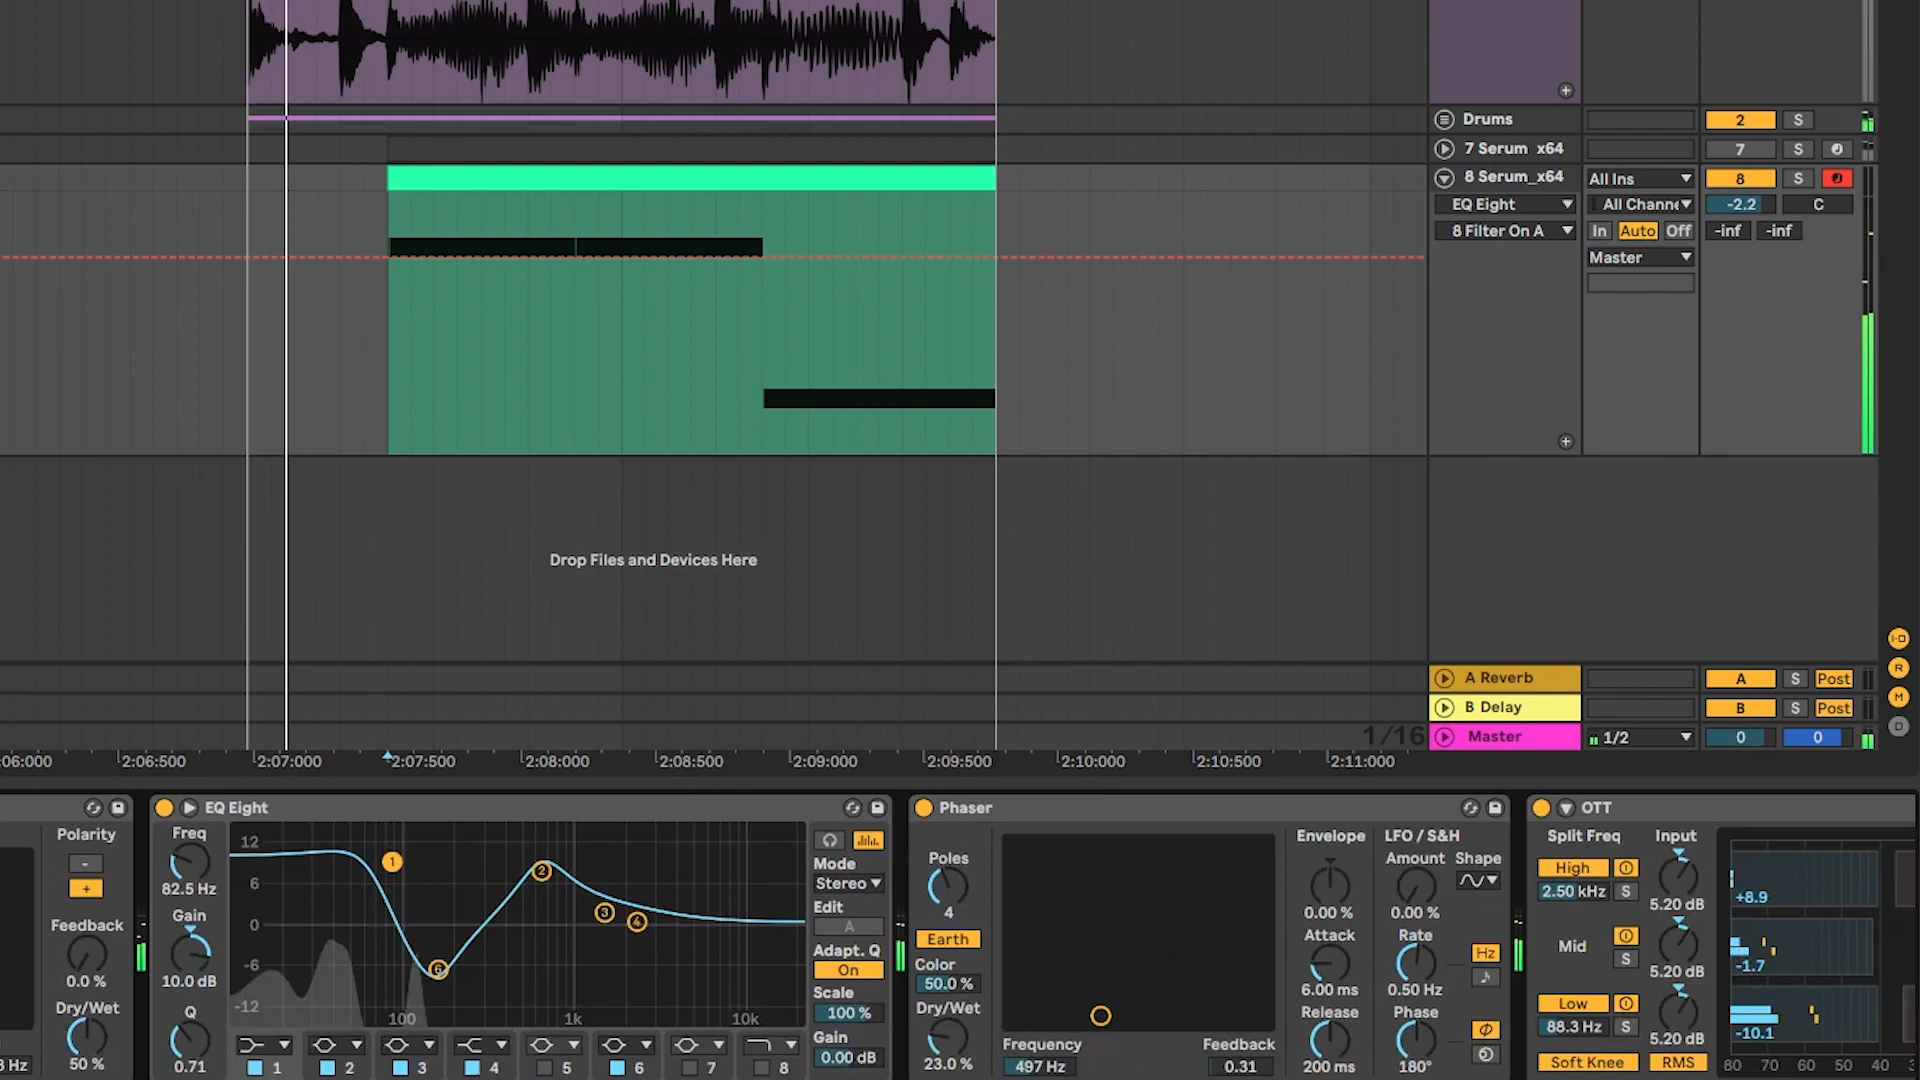 Drums
2
S
7 Serum_x64
7
S
8 Serum_x64
All Ins
8
S
EQ Eight
All Channe
-2.2
C
8 Filter On A
In
Auto
Off
-inf
-inf
Master
Drop Files and Devices Here
A Reverb
A
S
Post
B Delay
B
S
Post
1/16
Master
1/2
0
0
I·O
R
M
D
:06:000
2:06:500
2:07:000
2:07:500
2:08:000
2:08:500
2:09:000
2:09:500
2:10:000
2:10:500
2:11:000
Polarity
-
+
Feedback
0.0 %
Dry/Wet
50 %
Hz
EQ Eight
Freq
82.5 Hz
Gain
10.0 dB
Q
0.71
12
6
0
-6
-12
100
1k
10k
1
2
3
4
6
1
2
3
4
5
6
7
8
Mode
Stereo
Edit
A
Adapt. Q
On
Scale
100 %
Gain
0.00 dB
Phaser
Poles
4
Earth
Color
50.0 %
Dry/Wet
23.0 %
Frequency
497 Hz
Feedback
0.31
Envelope
0.00 %
Attack
6.00 ms
Release
200 ms
LFO / S&H
Amount
Shape
0.00 %
Rate
Hz
0.50 Hz
Phase
180°
OTT
Split Freq
Input
High
2.50 kHz
S
5.20 dB
Mid
S
5.20 dB
Low
88.3 Hz
S
5.20 dB
Soft Knee
RMS
+8.9
-1.7
-10.1
80
70
60
50
40